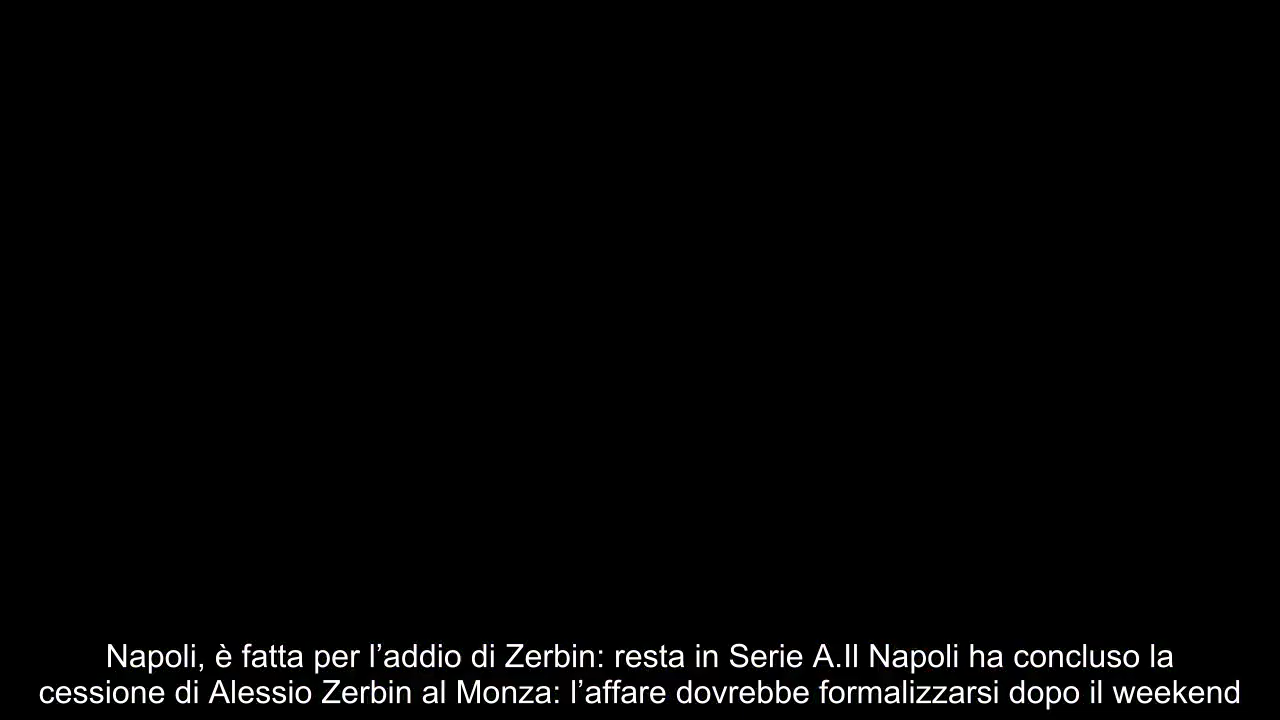 Napoli, è fatta per l’addio di Zerbin: resta in Serie A.Il Napoli ha concluso la
cessione di Alessio Zerbin al Monza: l’affare dovrebbe formalizzarsi dopo il weekend